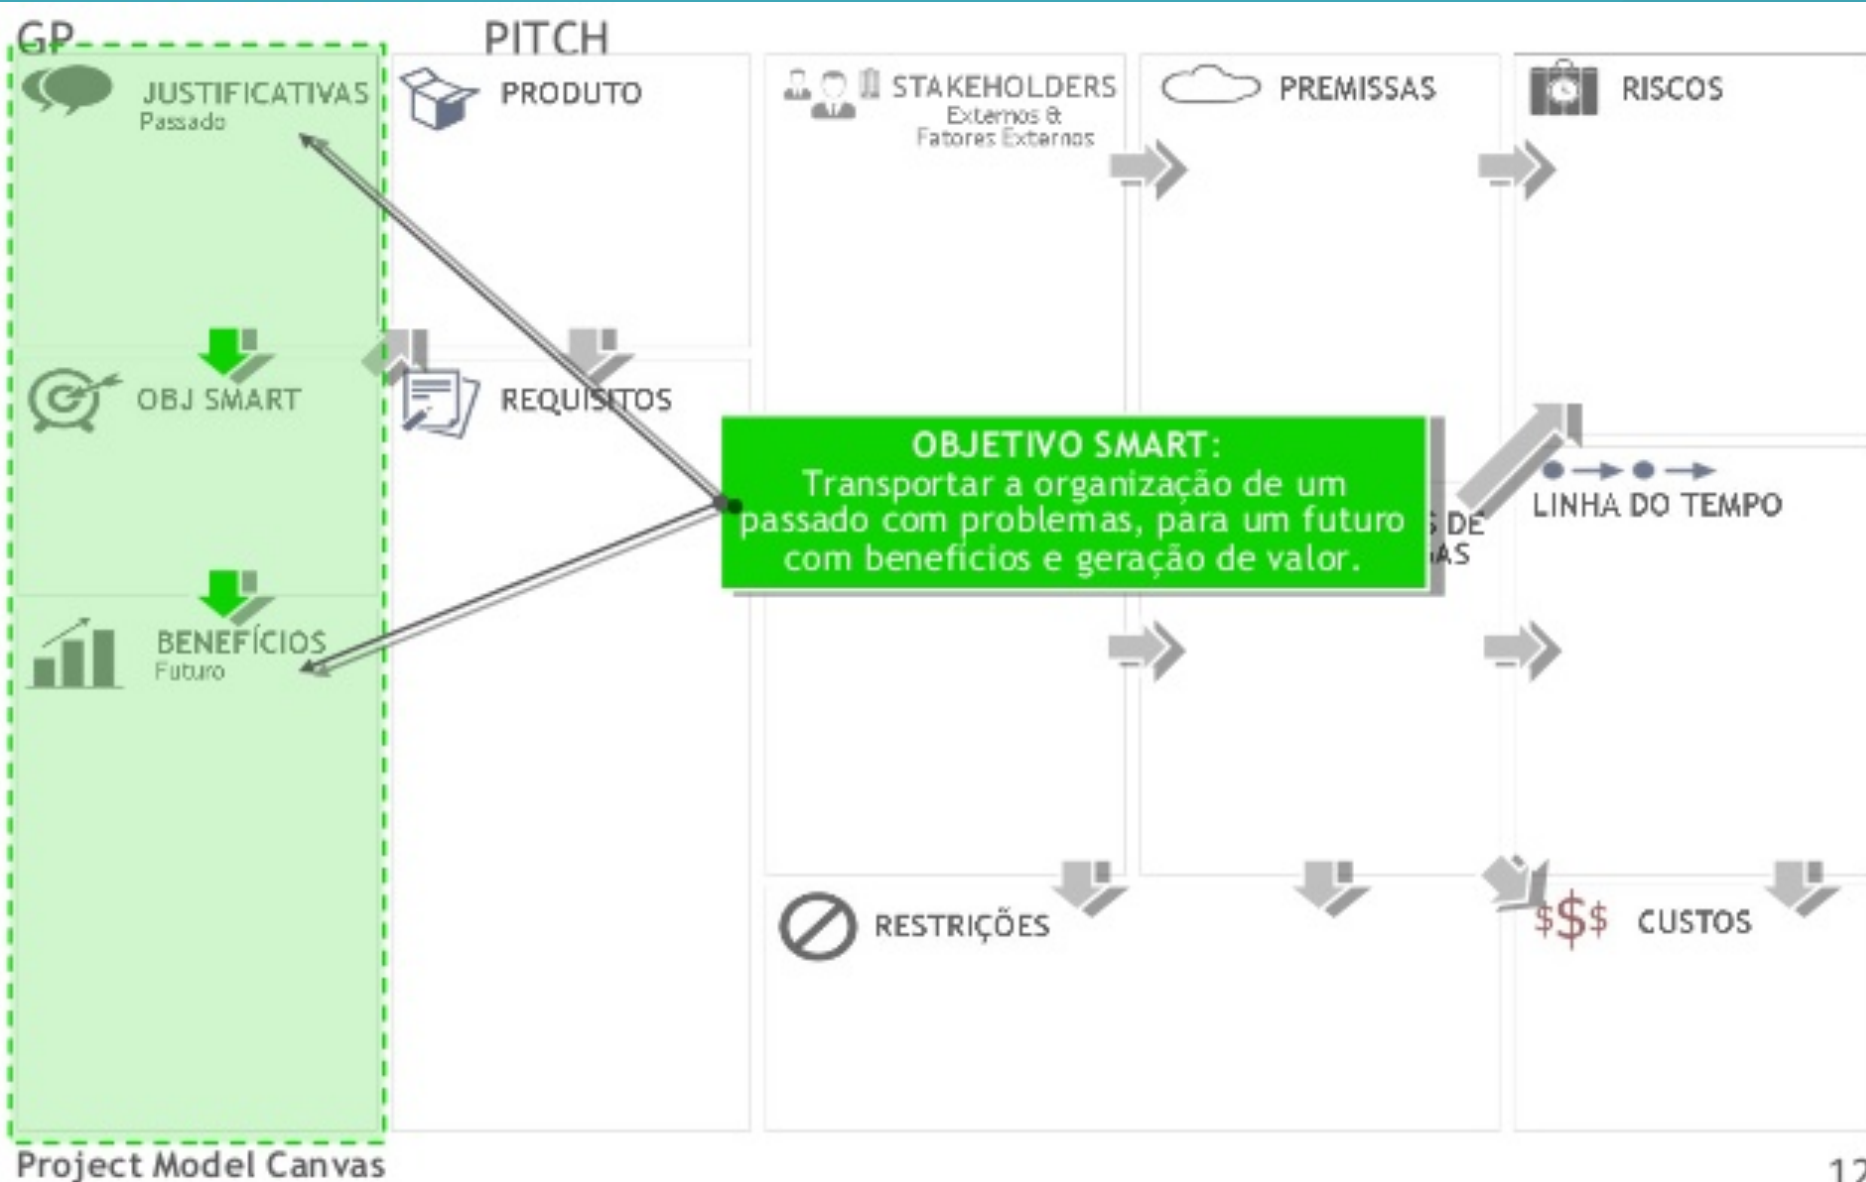 GP
PITCH
JUSTIFICATIVAS
Passado
PRODUTO
STAKEHOLDERS
Externos &
Fatores Externos
PREMISSAS
RISCOS
OBJ SMART
REQUISITOS
OBJETIVO SMART:
Transportar a organização de um
passado com problemas, para um futuro
com benefícios e geração de valor.
DE
LINHA DO TEMPO
BENEFÍCIOS
Futuro
RESTRIÇÕES
$$$ CUSTOS
Project Model Canvas
12